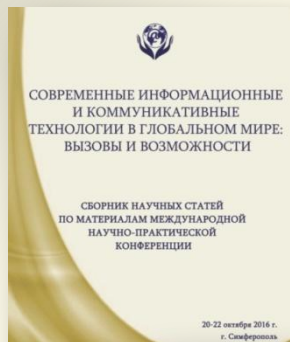 СОВРЕМЕННЫЕ ИНФОРМАЦИОННЫЕ
И КОММУНИКАТИВНЫЕ
ТЕХНОЛОГИИ В ГЛОБАЛЬНОМ МИРЕ:
ВЫЗОВЫ И ВОЗМОЖНОСТИ
СБОРНИК НАУЧНЫХ СТАТЕЙ
ПО МАТЕРИАЛАМ МЕЖДУНАРОДНОЙ
НАУЧНО-ПРАКТИЧЕСКОЙ
КОНФЕРЕНЦИИ
20-22 октября 2016 г.
г. Симферополь